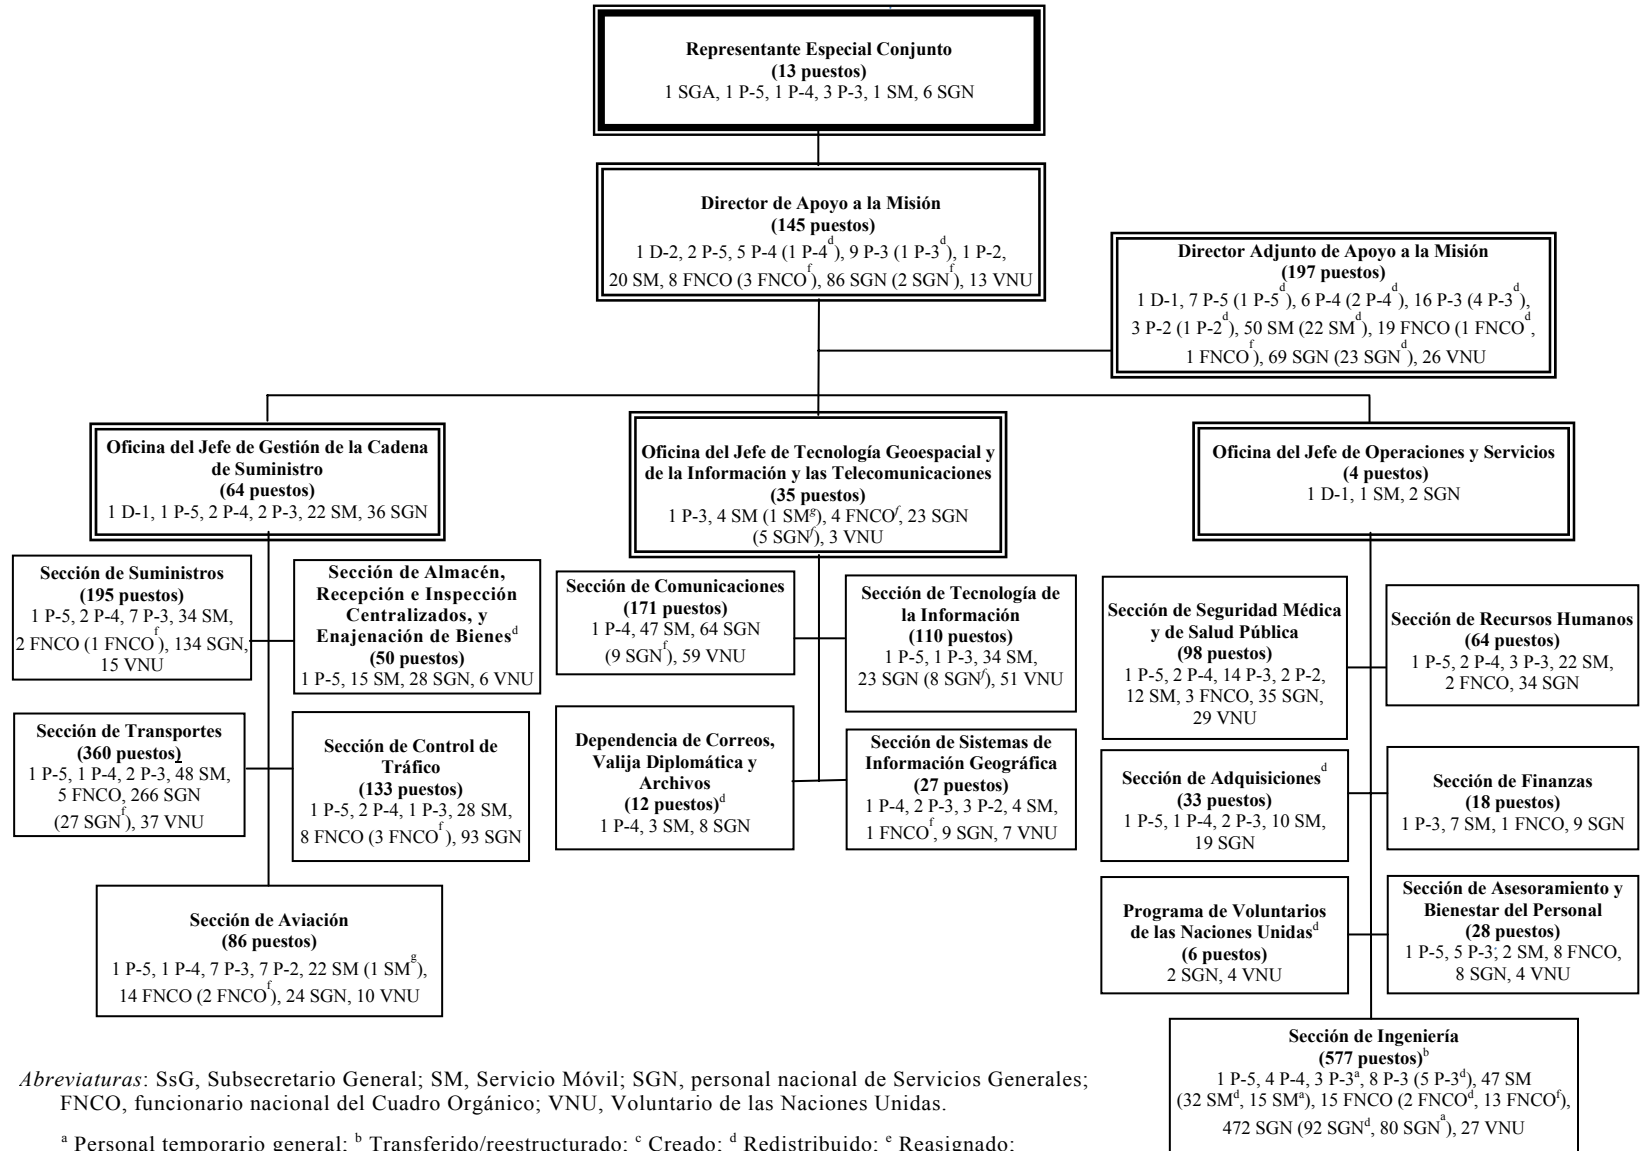 Representante Especial Conjunto
(13 puestos)
1 SGA, 1 P-5, 1 P-4, 3 P-3, 1 SM, 6 SGN
Director de Apoyo a la Misión
(145 puestos)
1 D-2, 2 P-5, 5 P-4 (1 P-4d), 9 P-3 (1 P-3d), 1 P-2,
20 SM, 8 FNCO (3 FNCOf), 86 SGN (2 SGNf), 13 VNU
Director Adjunto de Apoyo a la Misión
(197 puestos)
1 D-1, 7 P-5 (1 P-5d), 6 P-4 (2 P-4d), 16 P-3 (4 P-3d),
3 P-2 (1 P-2d), 50 SM (22 SMd), 19 FNCO (1 FNCOd,
1 FNCOf), 69 SGN (23 SGNd), 26 VNU
Oficina del Jefe de Gestión de la Cadena
de Suministro
(64 puestos)
1 D-1, 1 P-5, 2 P-4, 2 P-3, 22 SM, 36 SGN
Oficina del Jefe de Tecnología Geoespacial y
de la Información y las Telecomunicaciones
(35 puestos)
1 P-3, 4 SM (1 SMg), 4 FNCOf, 23 SGN
(5 SGNf), 3 VNU
Oficina del Jefe de Operaciones y Servicios
(4 puestos)
1 D-1, 1 SM, 2 SGN
Sección de Suministros
(195 puestos)
1 P-5, 2 P-4, 7 P-3, 34 SM,
2 FNCO (1 FNCOf), 134 SGN,
15 VNU
Sección de Almacén,
Recepción e Inspección
Centralizados, y
Enajenación de Bienesd
(50 puestos)
1 P-5, 15 SM, 28 SGN, 6 VNU
Sección de Comunicaciones
(171 puestos)
1 P-4, 47 SM, 64 SGN
(9 SGNf), 59 VNU
Sección de Tecnología de
la Información
(110 puestos)
1 P-5, 1 P-3, 34 SM,
23 SGN (8 SGNf), 51 VNU
Sección de Seguridad Médica
y de Salud Pública
(98 puestos)
1 P-5, 2 P-4, 14 P-3, 2 P-2,
12 SM, 3 FNCO, 35 SGN,
29 VNU
Sección de Recursos Humanos
(64 puestos)
1 P-5, 2 P-4, 3 P-3, 22 SM,
2 FNCO, 34 SGN
Sección de Transportes
(360 puestos)
1 P-5, 1 P-4, 2 P-3, 48 SM,
5 FNCO, 266 SGN
(27 SGNf), 37 VNU
Sección de Control de
Tráfico
(133 puestos)
1 P-5, 2 P-4, 1 P-3, 28 SM,
8 FNCO (3 FNCOf), 93 SGN
Dependencia de Correos,
Valija Diplomática y
Archivos
(12 puestos)d
1 P-4, 3 SM, 8 SGN
Sección de Sistemas de
Información Geográfica
(27 puestos)
1 P-4, 2 P-3, 3 P-2, 4 SM,
1 FNCOf, 9 SGN, 7 VNU
Sección de Adquisicionesd
(33 puestos)
1 P-5, 1 P-4, 2 P-3, 10 SM,
19 SGN
Sección de Finanzas
(18 puestos)
1 P-3, 7 SM, 1 FNCO, 9 SGN
Sección de Aviación
(86 puestos)
1 P-5, 1 P-4, 7 P-3, 7 P-2, 22 SM (1 SMg),
14 FNCO (2 FNCOf), 24 SGN, 10 VNU
Programa de Voluntarios
de las Naciones Unidasd
(6 puestos)
2 SGN, 4 VNU
Sección de Asesoramiento y
Bienestar del Personal
(28 puestos)
1 P-5, 5 P-3; 2 SM, 8 FNCO,
8 SGN, 4 VNU
Sección de Ingeniería
(577 puestos)b
1 P-5, 4 P-4, 3 P-3a, 8 P-3 (5 P-3d), 47 SM
(32 SMd, 15 SMa), 15 FNCO (2 FNCOd, 13 FNCOf),
472 SGN (92 SGNd, 80 SGNa), 27 VNU
Abreviaturas: SsG, Subsecretario General; SM, Servicio Móvil; SGN, personal nacional de Servicios Generales;
FNCO, funcionario nacional del Cuadro Orgánico; VNU, Voluntario de las Naciones Unidas.
a Personal temporario general; b Transferido/reestructurado; c Creado; d Redistribuido; e Reasignado;